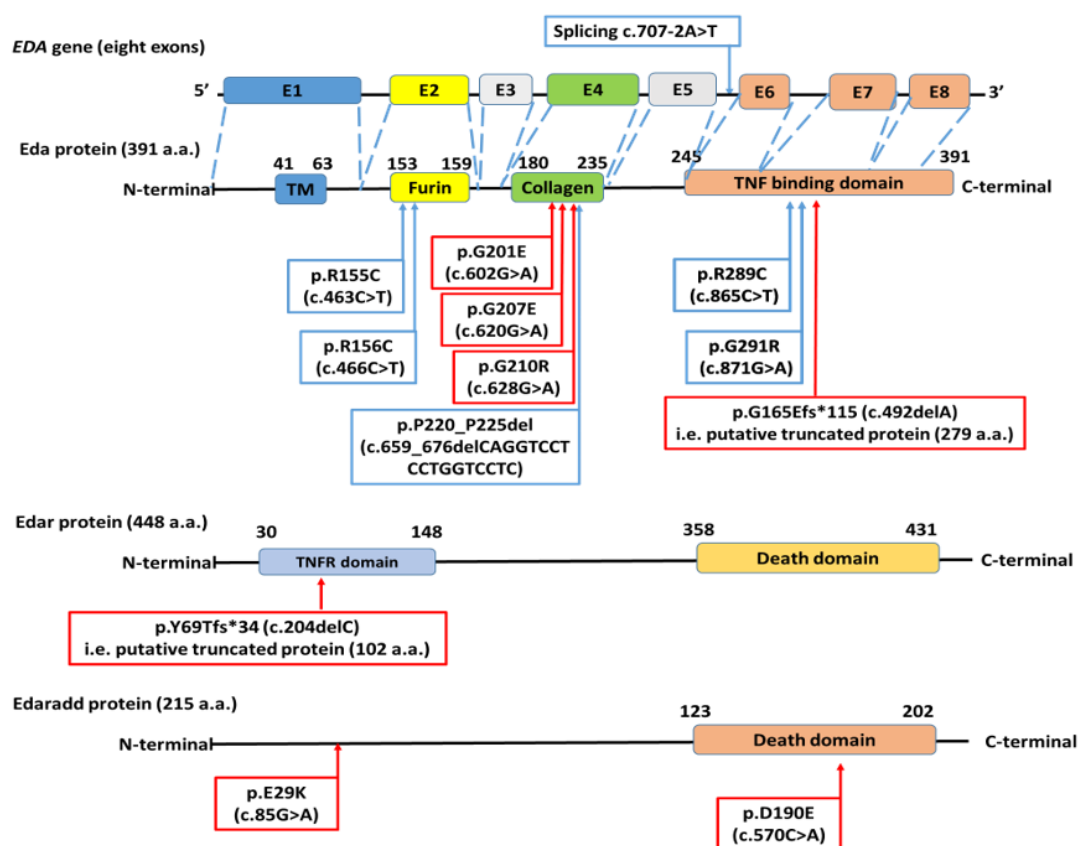 Splicing c.707-2A>T
EDA gene (eight exons)
5’ E1 E2 E3 E4 E5 E6 E7 E8 3’
Eda protein (391 a.a.)
41 63 153 159 180 235 245 391
N-terminal TM Furin Collagen TNF binding domain C-terminal
p.R155C
(c.463C>T)
p.R156C
(c.466C>T)
p.G201E
(c.602G>A)
p.G207E
(c.620G>A)
p.G210R
(c.628G>A)
p.P220_P225del
(c.659_676delCAGGTCCT
CCTGGTCCTC)
p.R289C
(c.865C>T)
p.G291R
(c.871G>A)
p.G165Efs*115 (c.492delA)
i.e. putative truncated protein (279 a.a.)
Edar protein (448 a.a.)
30 148 358 431
N-terminal TNFR domain Death domain C-terminal
p.Y69Tfs*34 (c.204delC)
i.e. putative truncated protein (102 a.a.)
Edaradd protein (215 a.a.)
123 202
N-terminal Death domain C-terminal
p.E29K
(c.85G>A)
p.D190E
(c.570C>A)